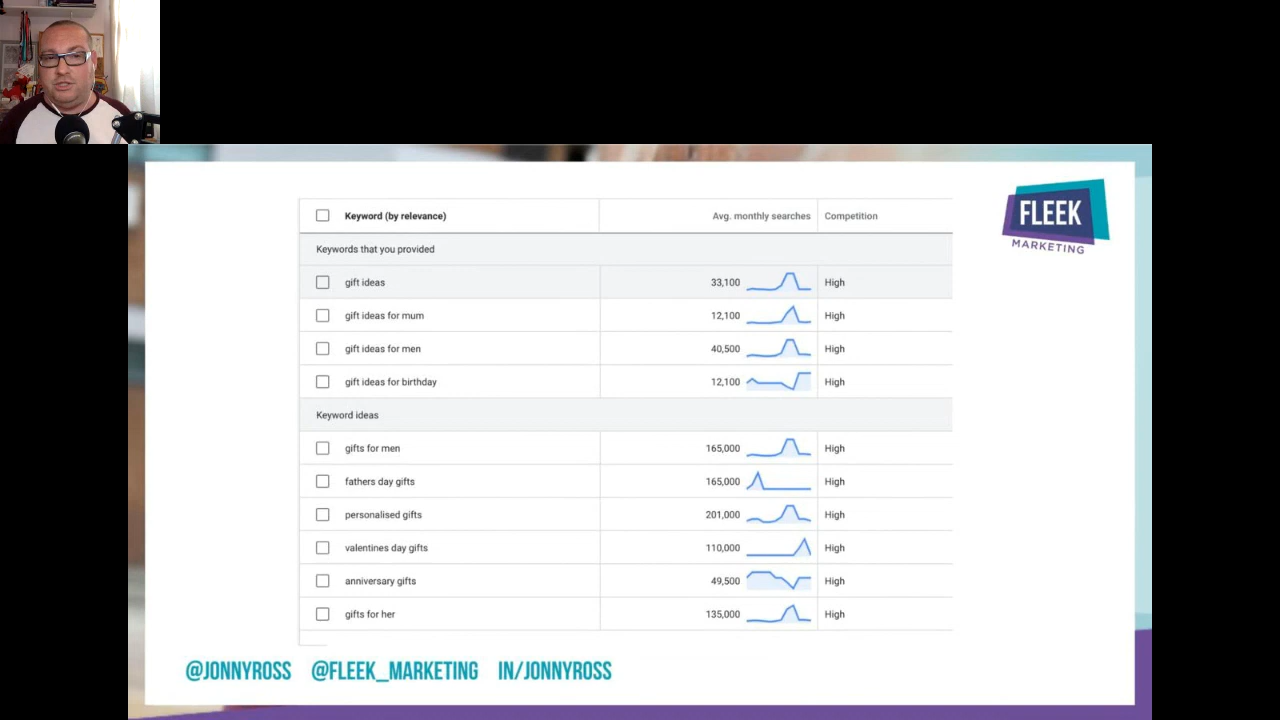 FLEEK
MARKETING
Keyword (by relevance) Avg. monthly searches Competition
Keywords that you provided
gift ideas 33,100 High
gift ideas for mum 12,100 High
gift ideas for men 40,500 High
gift ideas for birthday 12,100 High
Keyword ideas
gifts for men 165,000 High
fathers day gifts 165,000 High
personalised gifts 201,000 High
valentines day gifts 110,000 High
anniversary gifts 49,500 High
gifts for her 135,000 High
@JONNYROSS @FLEEK_MARKETING IN/JONNYROSS